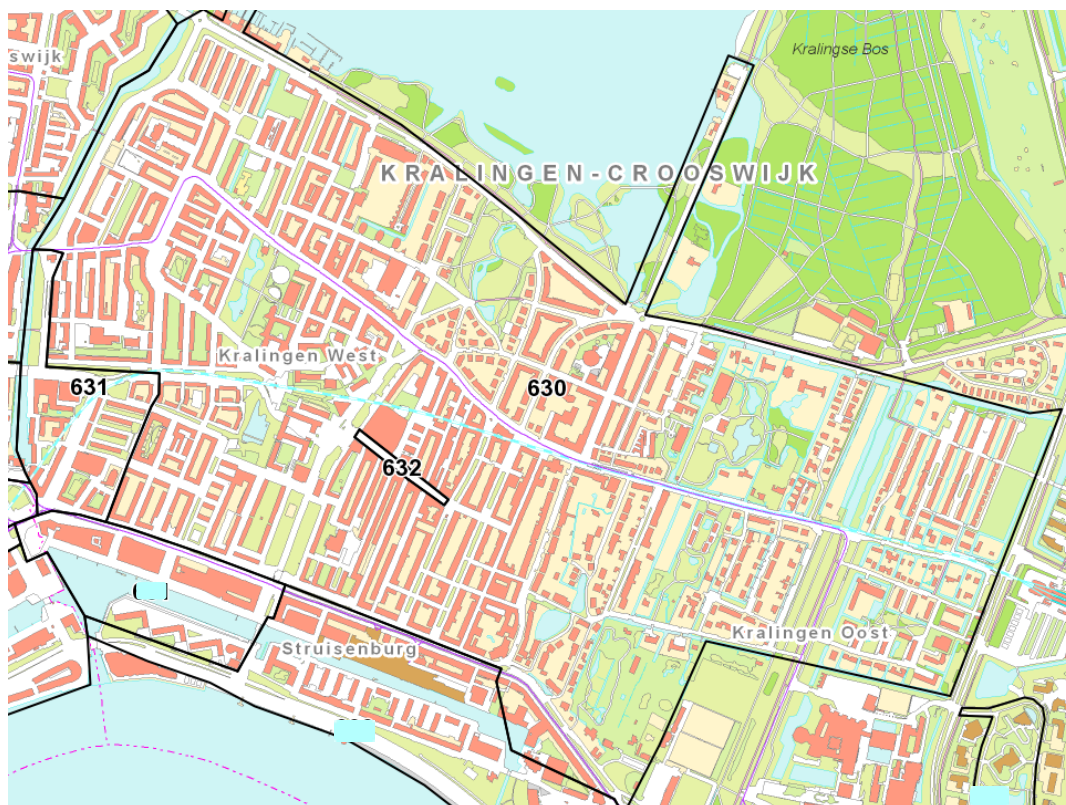 Kralingse Bos
swijk
KRALINGEN-CROOSWIJK
Kralingen West
631
630
632
Kralingen Oost
Struisenburg